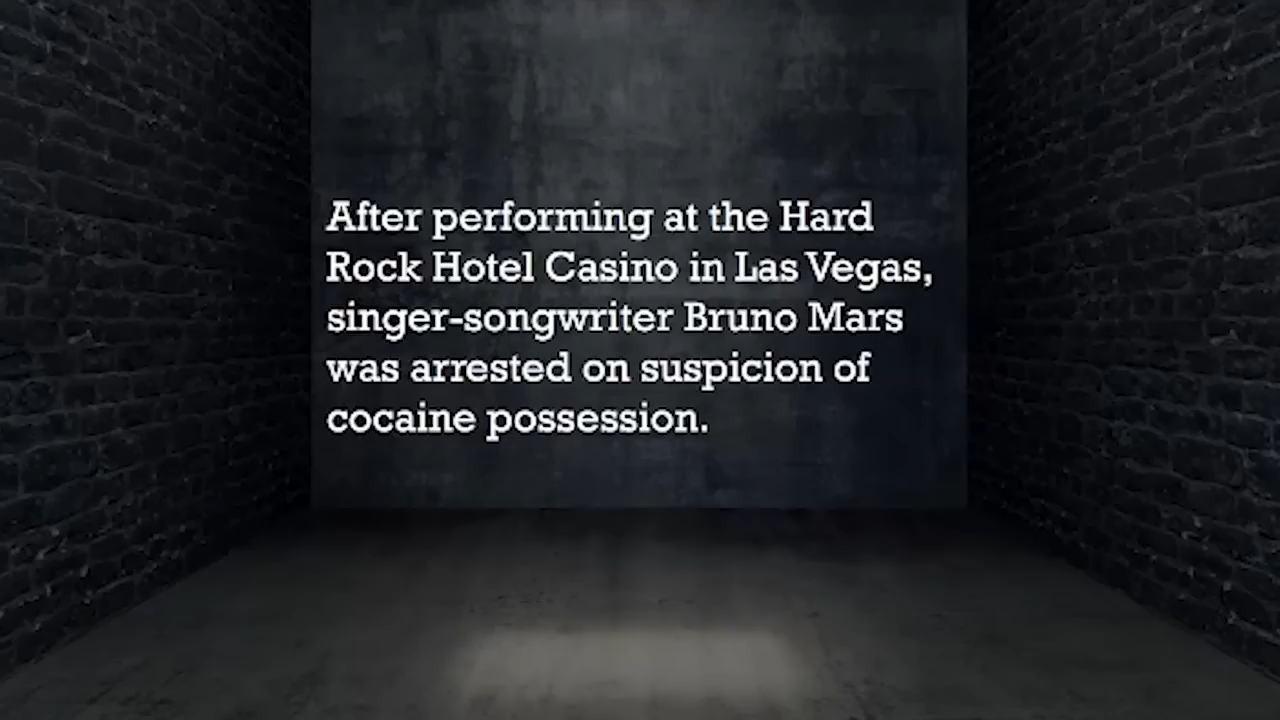 After performing at the Hard
Rock Hotel Casino in Las Vegas,
singer-songwriter Bruno Mars
was arrested on suspicion of
cocaine possession.